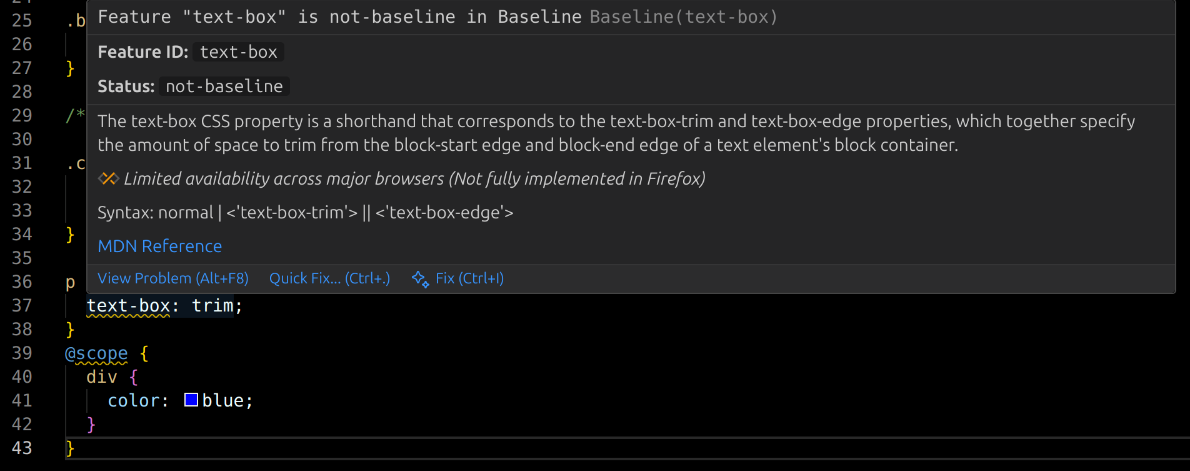 24
25 .b
Feature "text-box" is not-baseline in Baseline Baseline(text-box)
26
Feature ID: text-box
27 }
Status: not-baseline
28
29 /*
The text-box CSS property is a shorthand that corresponds to the text-box-trim and text-box-edge properties, which together specify
30
the amount of space to trim from the block-start edge and block-end edge of a text element's block container.
31 .c
32
Limited availability across major browsers (Not fully implemented in Firefox)
33
Syntax: normal | <'text-box-trim'> || <'text-box-edge'>
34 }
MDN Reference
35
View Problem (Alt+F8) Quick Fix... (Ctrl+.) Fix (Ctrl+I)
36 p
37 text-box: trim;
38 }
39 @scope {
40 div {
41 color: blue;
42 }
43 }